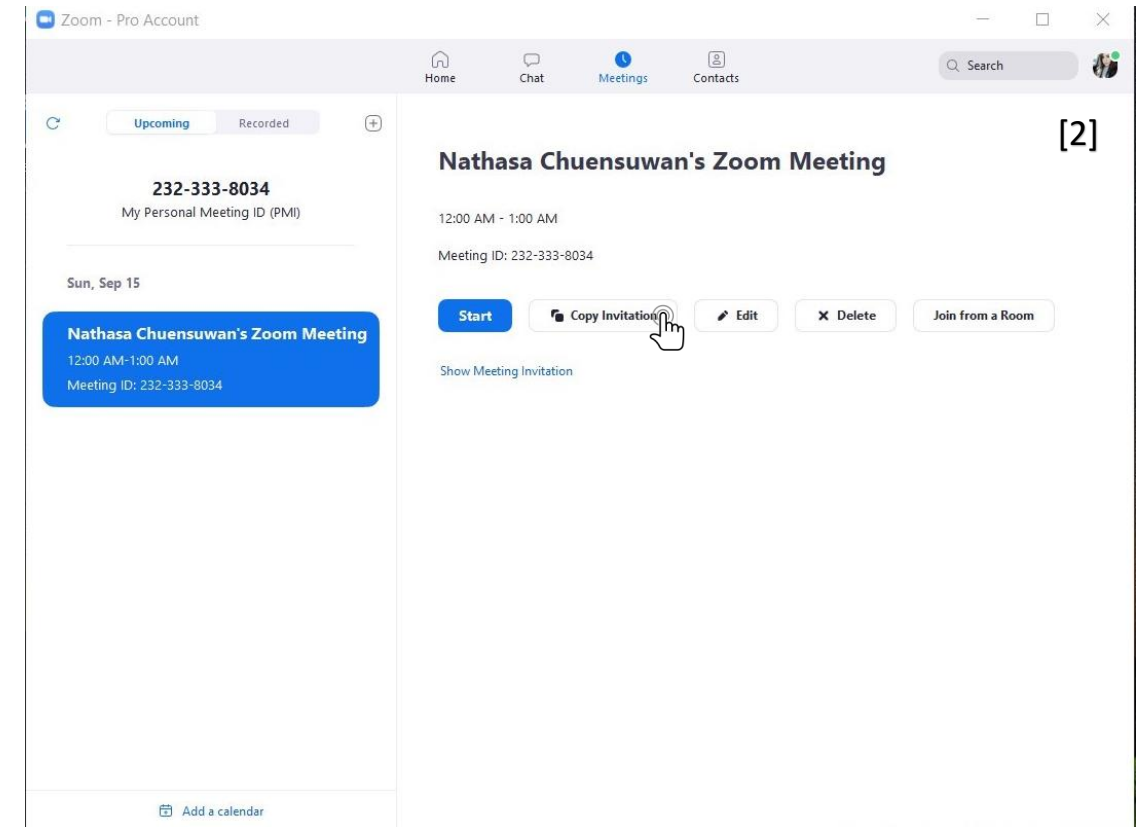 Zoom - Pro Account
Home Chat Meetings Contacts
Search
Upcoming Recorded
[2]
232-333-8034
My Personal Meeting ID (PMI)
Sun, Sep 15
Nathasa Chuensuwan's Zoom Meeting
12:00 AM-1:00 AM
Meeting ID: 232-333-8034
Add a calendar
Nathasa Chuensuwan's Zoom Meeting
12:00 AM - 1:00 AM
Meeting ID: 232-333-8034
Start Copy Invitation Edit Delete Join from a Room
Show Meeting Invitation